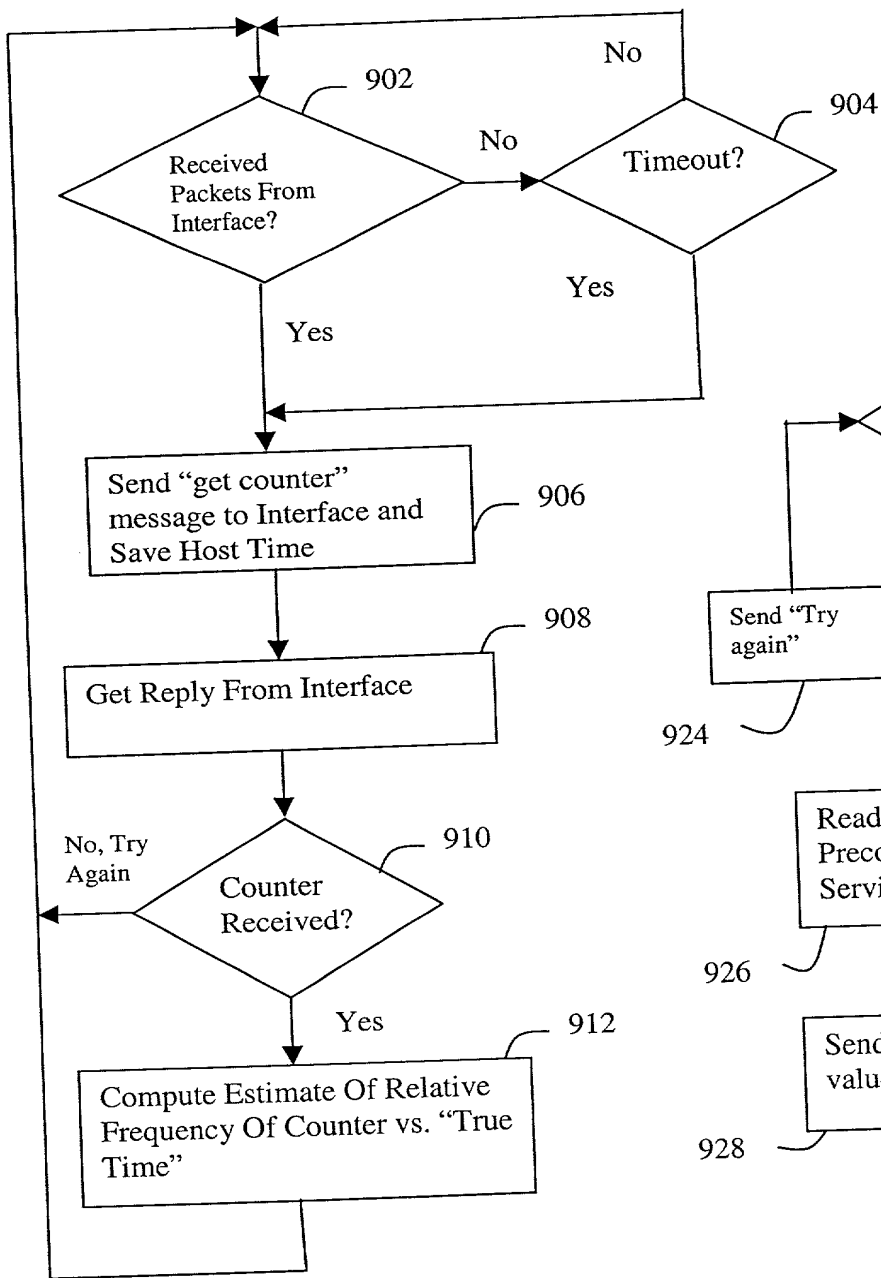 No
902
904
Received
Packets From
Interface?
No
Timeout?
Yes
Yes
Send “get counter”
message to Interface and
Save Host Time
906
908
Get Reply From Interface
Send “Try
again”
924
No, Try
Again
910
Counter
Received?
Read
926
Yes
912
Send
928
Compute Estimate Of Relative
Frequency Of Counter vs. “True
Time”